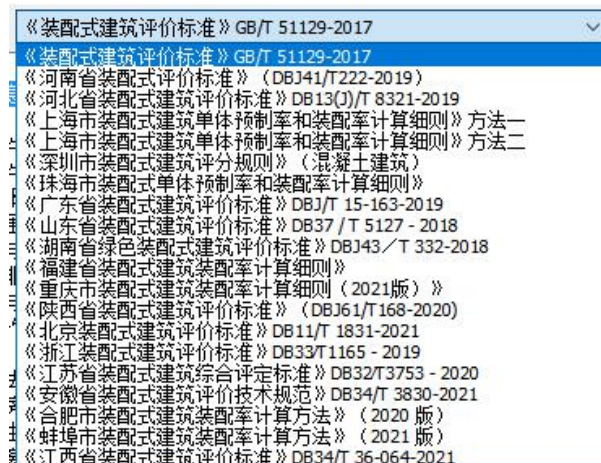 《装配式建筑评价标准》GB/T 51129-2017
《装配式建筑评价标准》GB/T 51129-2017
《河南省装配式评价标准》（DBJ41/T222-2019）
《河北省装配式建筑评价标准》DB13(J)/T 8321-2019
《上海市装配式建筑单体预制率和装配率计算细则》方法一
《上海市装配式建筑单体预制率和装配率计算细则》方法二
《深圳市装配式建筑评分规则》（混凝土建筑）
《珠海市装配式单体预制率和装配率计算细则》
《广东省装配式建筑评价标准》DBJ/T 15-163-2019
《山东省装配式建筑评价标准》DB37 / T 5127 - 2018
《湖南省绿色装配式建筑评价标准》DBJ43／T 332-2018
《福建省装配式建筑装配率计算细则》
《重庆市装配式建筑装配率计算细则（2021版）》
《陕西省装配式建筑评价标准》（DBJ61/T168-2020)
《北京装配式建筑评价标准》DB11/T 1831-2021
《浙江装配式建筑评价标准》DB33/T1165 - 2019
《江苏省装配式建筑综合评定标准》DB32/T3753 - 2020
《安徽省装配式建筑评价技术规范》DB34/T 3830-2021
《合肥市装配式建筑装配率计算方法》（2020 版）
《蚌埠市装配式建筑装配率计算方法》（2021 版）
《江西省装配式建筑评价标准》DB34/T 36-064-2021